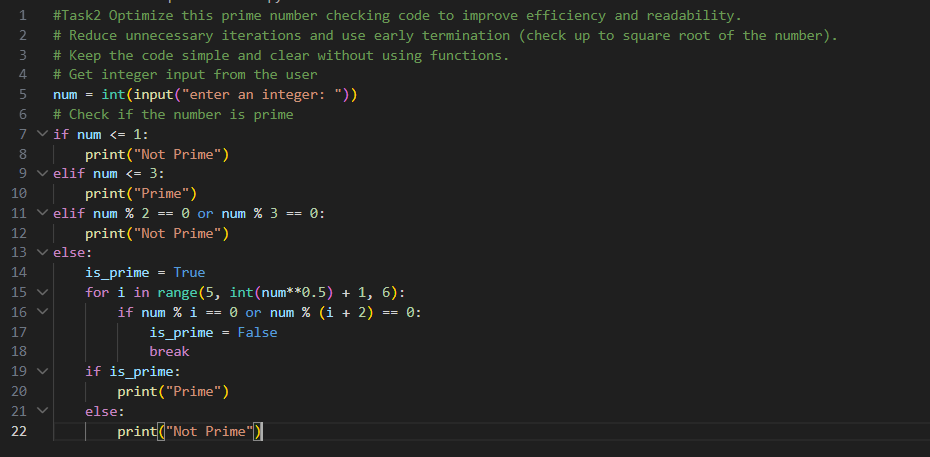 1 #Task2 Optimize this prime number checking code to improve efficiency and readability.
2 # Reduce unnecessary iterations and use early termination (check up to square root of the number).
3 # Keep the code simple and clear without using functions.
4 # Get integer input from the user
5 num = int(input("enter an integer: "))
6 # Check if the number is prime
7 if num <= 1:
8     print("Not Prime")
9 elif num <= 3:
10     print("Prime")
11 elif num % 2 == 0 or num % 3 == 0:
12     print("Not Prime")
13 else:
14     is_prime = True
15     for i in range(5, int(num**0.5) + 1, 6):
16         if num % i == 0 or num % (i + 2) == 0:
17             is_prime = False
18             break
19     if is_prime:
20         print("Prime")
21     else:
22         print("Not Prime")